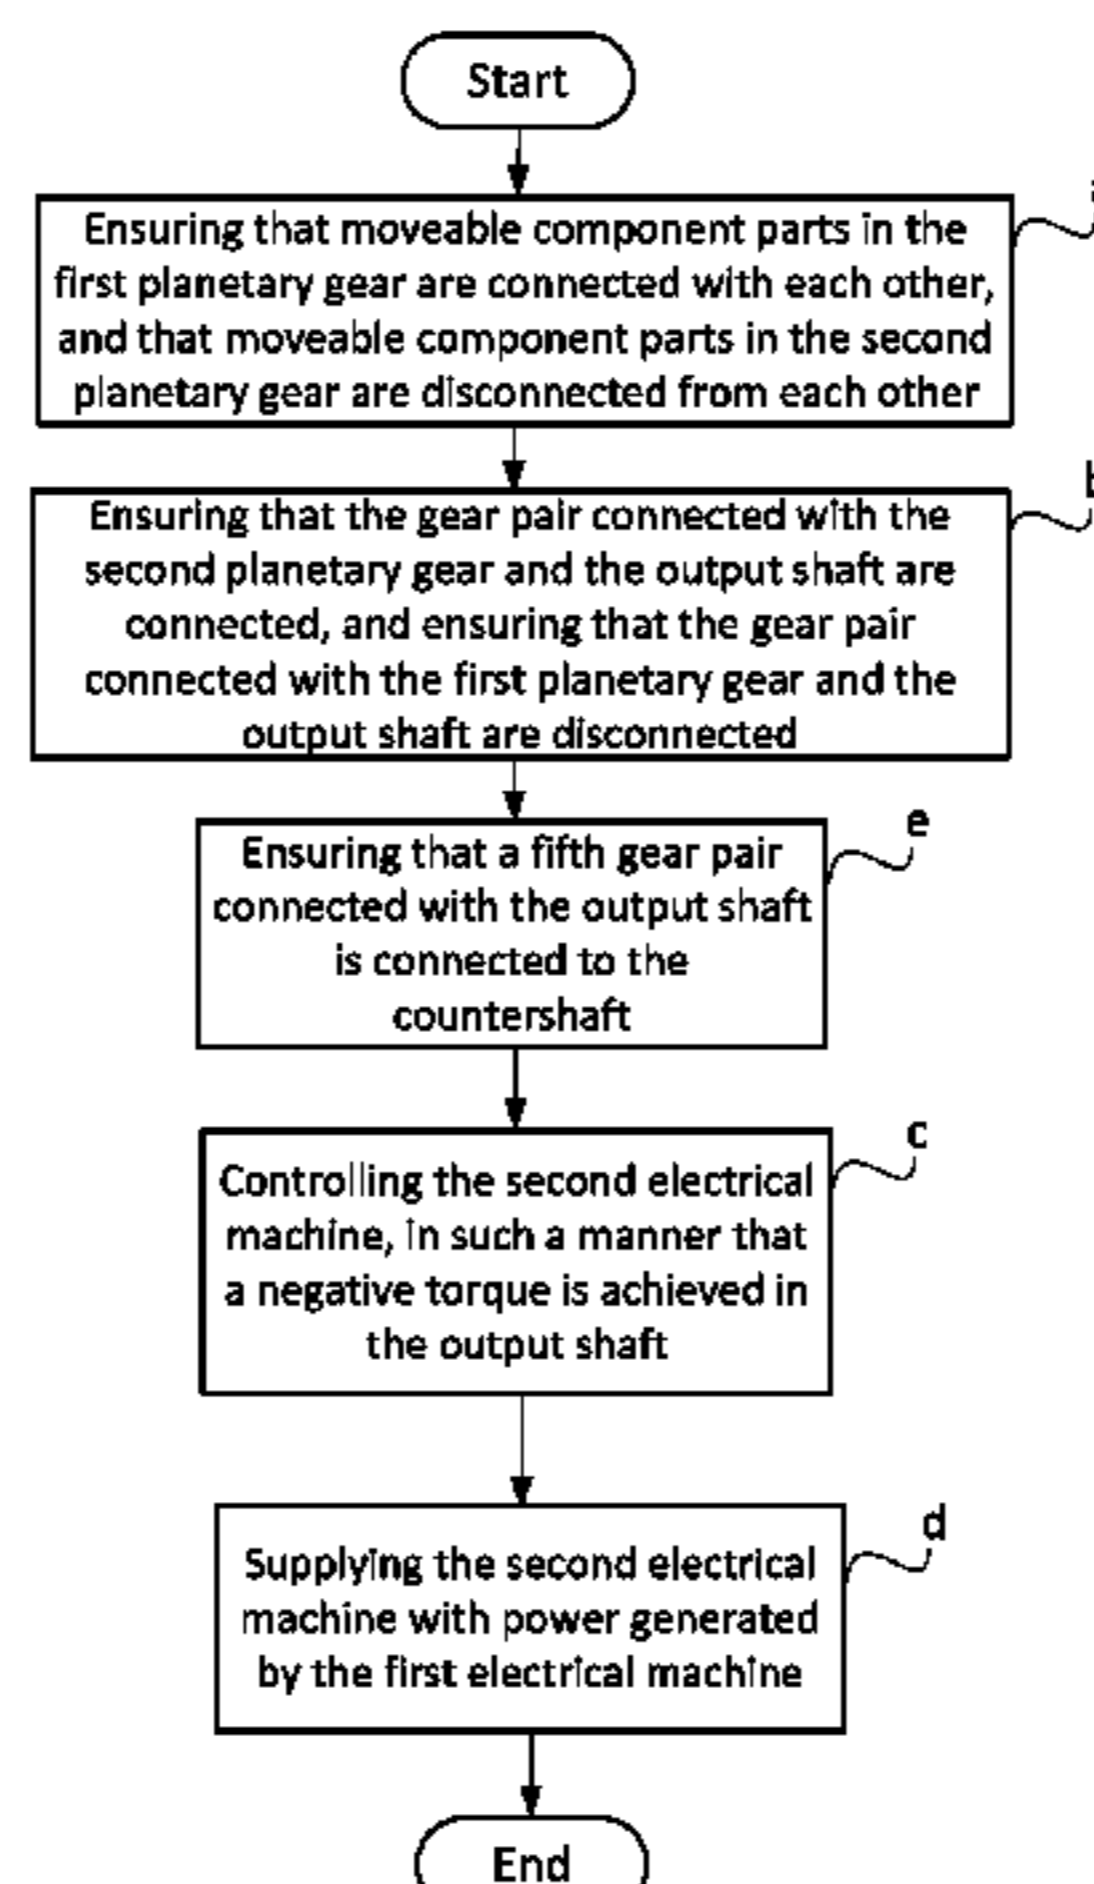 Start
Ensuring that moveable component parts in the
first planetary gear are connected with each other,
and that moveable component parts in the second
planetary gear are disconnected from each other
Ensuring that the gear pair connected with the
second planetary gear and the output shaft are
connected, and ensuring that the gear pair
connected with the first planetary gear and the
output shaft are disconnected
e
Ensuring that a fifth gear pair
connected with the output shaft
is connected to the
countershaft
c
Controlling the second electrical
machine, in such a manner that
a negative torque is achieved in
the output shaft
d
Supplying the second electrical
machine with power generated
by the first electrical machine
End